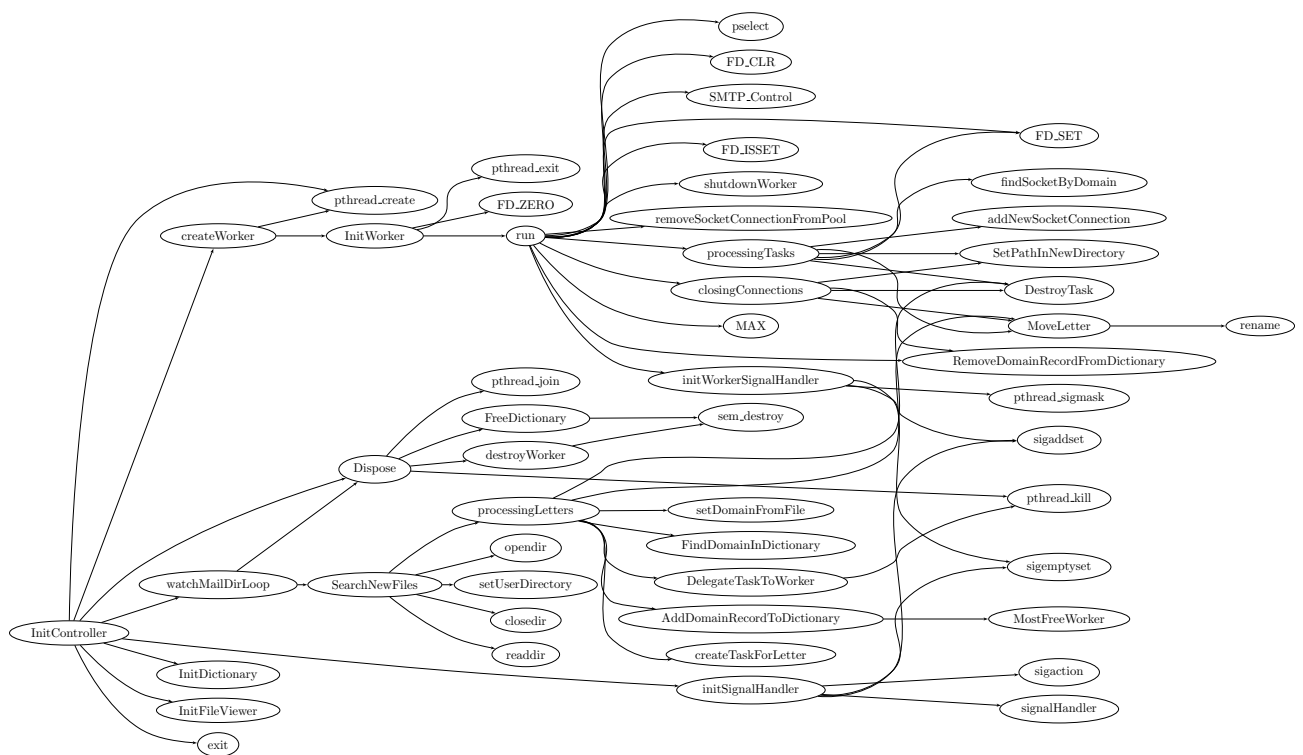 pselect
FD_CLR
SMTP_Control
FD_SET
FD_ISSET
pthread_exit
findSocketByDomain
shutdownWorker
pthread_create
FD_ZERO
removeSocketConnectionFromPool
addNewSocketConnection
createWorker
InitWorker
run
processingTasks
SetPathInNewDirectory
closingConnections
DestroyTask
MAX
MoveLetter
rename
RemoveDomainRecordFromDictionary
pthread_join
initWorkerSignalHandler
pthread_sigmask
FreeDictionary
sem_destroy
sigaddset
destroyWorker
Dispose
pthread_kill
processingLetters
setDomainFromFile
opendir
FindDomainInDictionary
sigemptyset
watchMailDirLoop
SearchNewFiles
setUserDirectory
DelegateTaskToWorker
closedir
AddDomainRecordToDictionary
MostFreeWorker
InitController
readdir
createTaskForLetter
InitDictionary
sigaction
initSignalHandler
InitFileViewer
signalHandler
exit